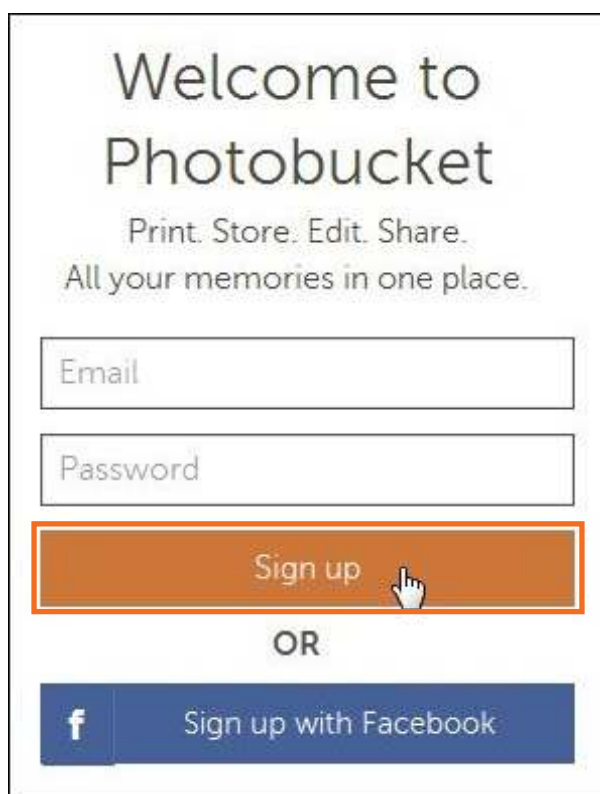 Welcome to
Photobucket
Print. Store. Edit. Share.
All your memories in one place.
Email
Password
Sign up
OR
f Sign up with Facebook